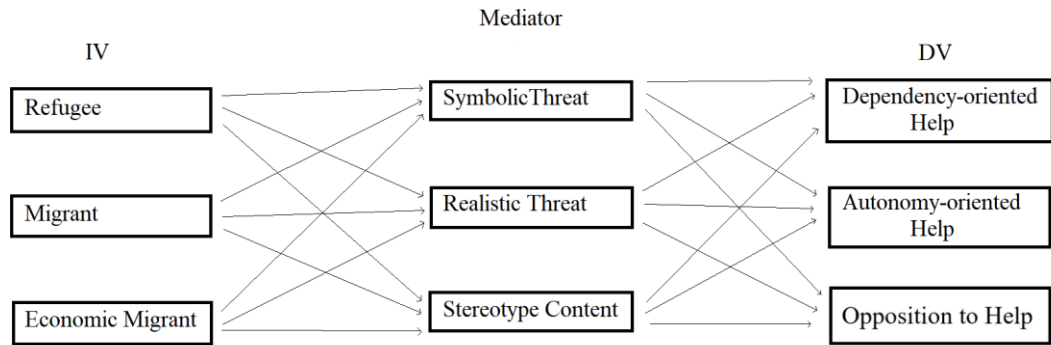 Mediator
IV
DV
Refugee
SymbolicThreat
Dependency-oriented
Help
Migrant
Realistic Threat
Autonomy-oriented
Help
Economic Migrant
Stereotype Content
Opposition to Help